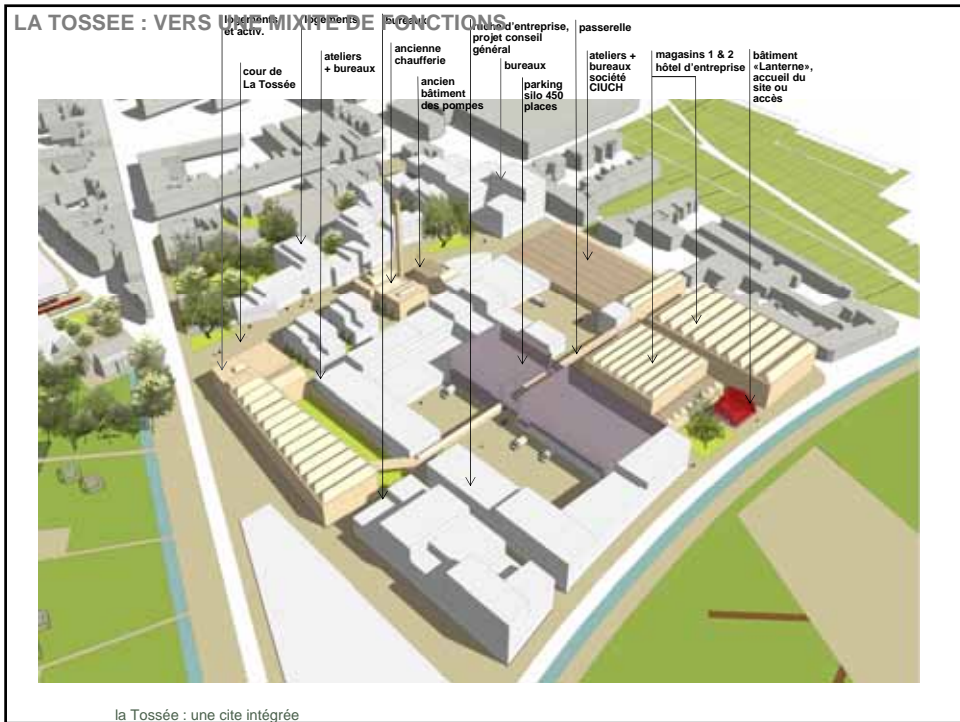 LA TOSSEE : VERS UNE MIXITE DE FONCTIONS
logements
et activ.
logements
bureaux
ruche d'entreprise,
projet conseil
général
passerelle
cour de
La Tossée
ateliers
+ bureaux
ancienne
chaufferie
ancien
bâtiment
des pompes
bureaux
parking
silo 450
places
ateliers +
bureaux
société
CIUCH
magasins 1 & 2
hôtel d'entreprise
bâtiment
«Lanterne»,
accueil du
site ou
accès
la Tossée : une cite intégrée